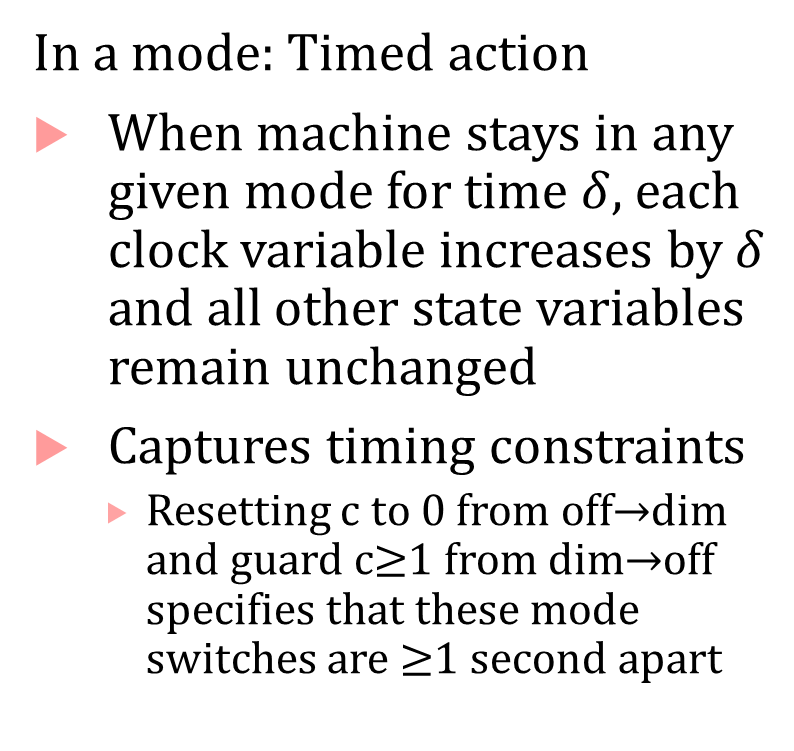 In a mode: Timed action
When machine stays in any
given mode for time δ, each
clock variable increases by δ
and all other state variables
remain unchanged
Captures timing constraints
Resetting c to 0 from off→dim
and guard c≥1 from dim→off
specifies that these mode
switches are ≥1 second apart